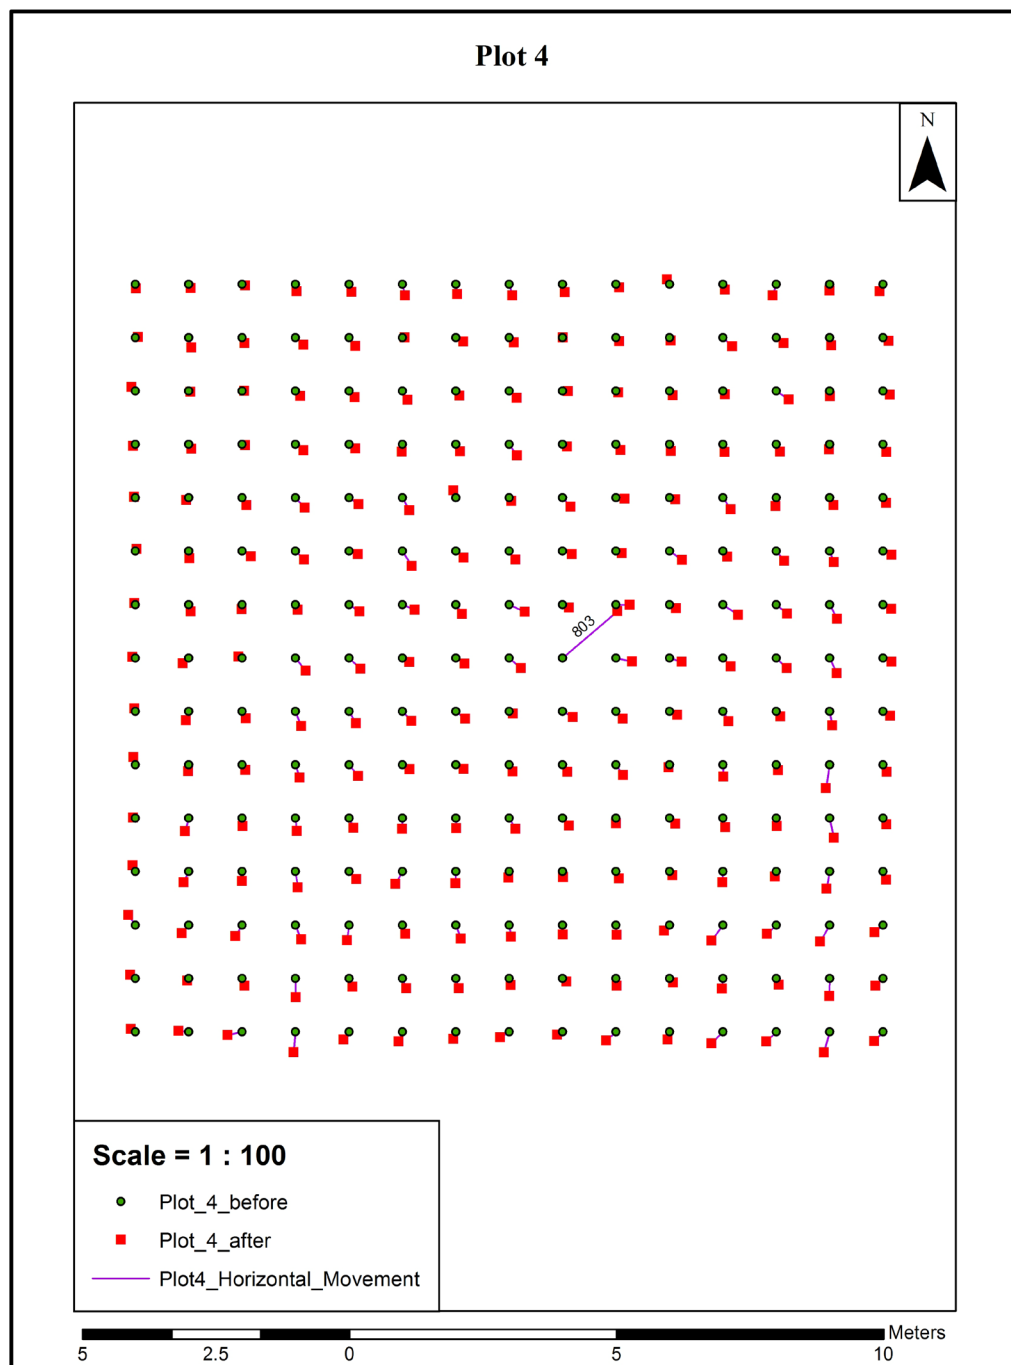 Plot 4
N
803
Scale = 1 : 100
Plot_4_before
Plot_4_after
Plot4_Horizontal_Movement
Meters
5 2.5 0 5 10